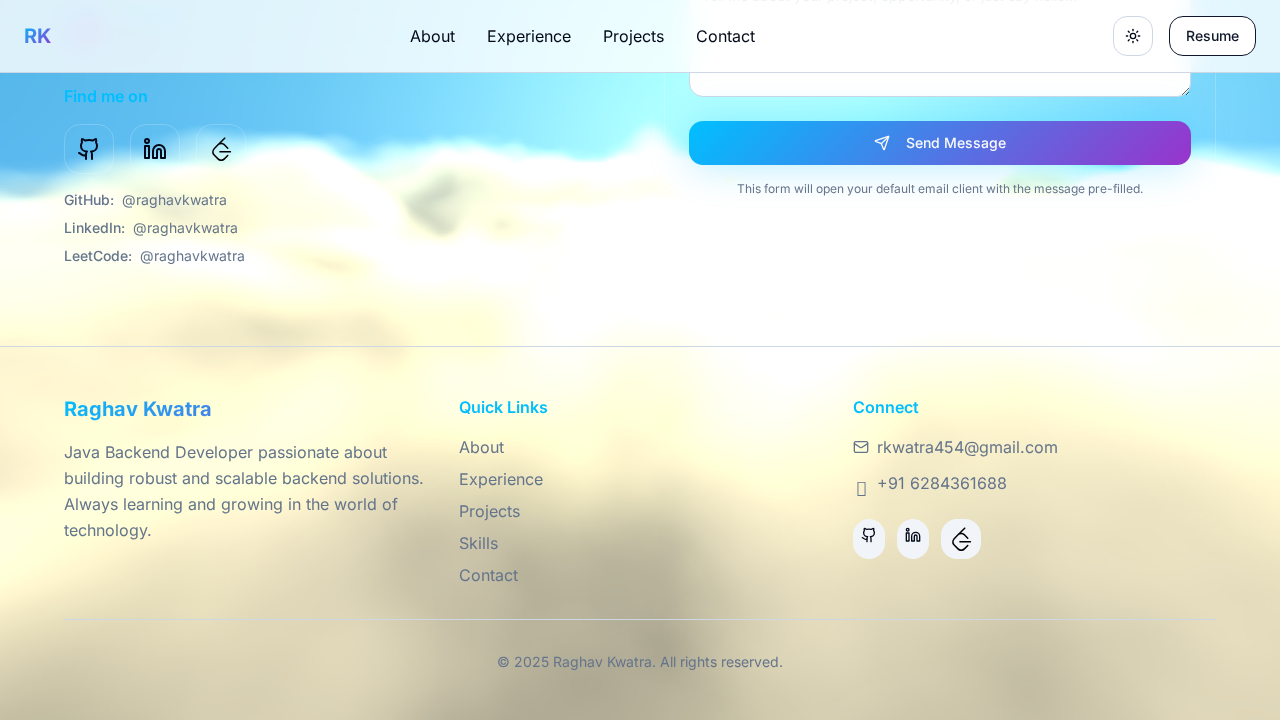 RK
About
Experience
Projects
Contact
Resume
Find me on
GitHub: @raghavkwatra
LinkedIn: @raghavkwatra
LeetCode: @raghavkwatra
Send Message
This form will open your default email client with the message pre-filled.
Raghav Kwatra
Java Backend Developer passionate about
building robust and scalable backend solutions.
Always learning and growing in the world of
technology.
Quick Links
About
Experience
Projects
Skills
Contact
Connect
rkwatra454@gmail.com
+91 6284361688
© 2025 Raghav Kwatra. All rights reserved.